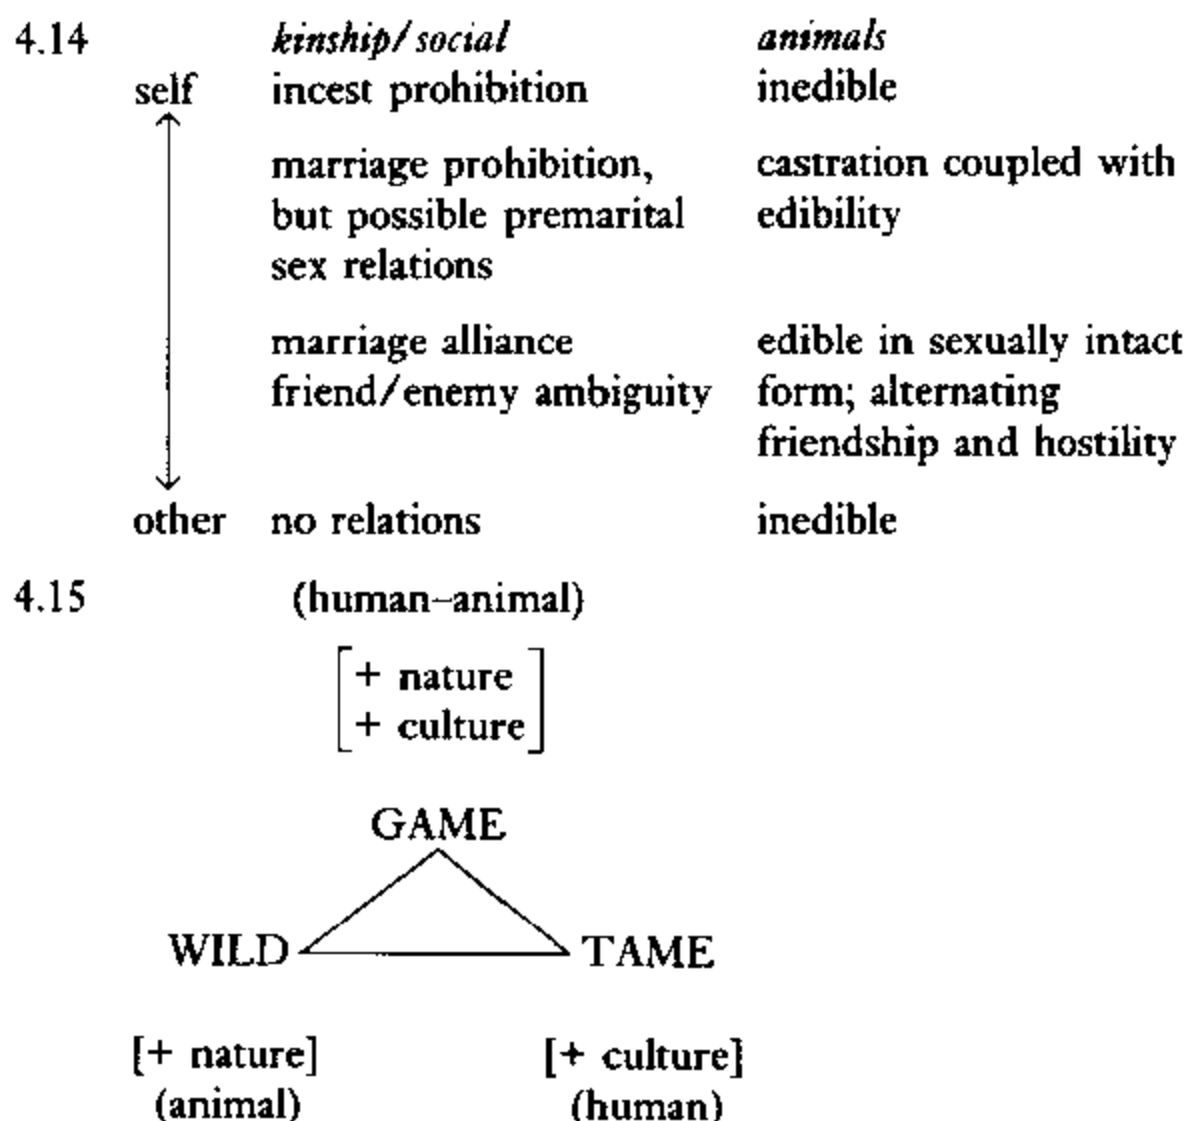 4.14 kinship/social animals
self incest prohibition inedible
marriage prohibition, castration coupled with
but possible premarital edibility
sex relations
marriage alliance edible in sexually intact
friend/enemy ambiguity form; alternating
friendship and hostility
other no relations inedible
4.15 (human–animal)
+ nature
+ culture
GAME
WILD TAME
[+ nature] [+ culture]
(animal) (human)